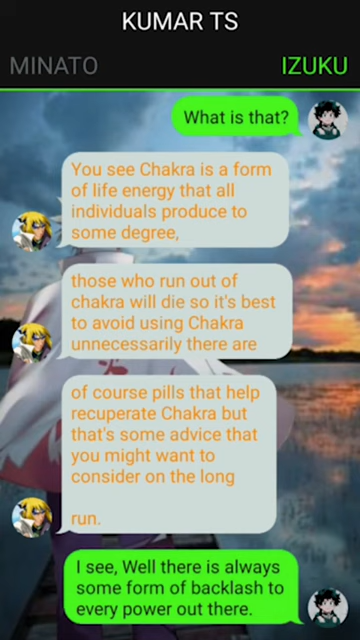 KUMAR TS
MINATO
IZUKU
What is that?
You see Chakra is a form
of life energy that all
individuals produce to
some degree,
those who run out of
chakra will die so it's best
to avoid using Chakra
unnecessarily there are
of course pills that help
recuperate Chakra but
that's some advice that
you might want to
consider on the long
run.
I see, Well there is always
some form of backlash to
every power out there.